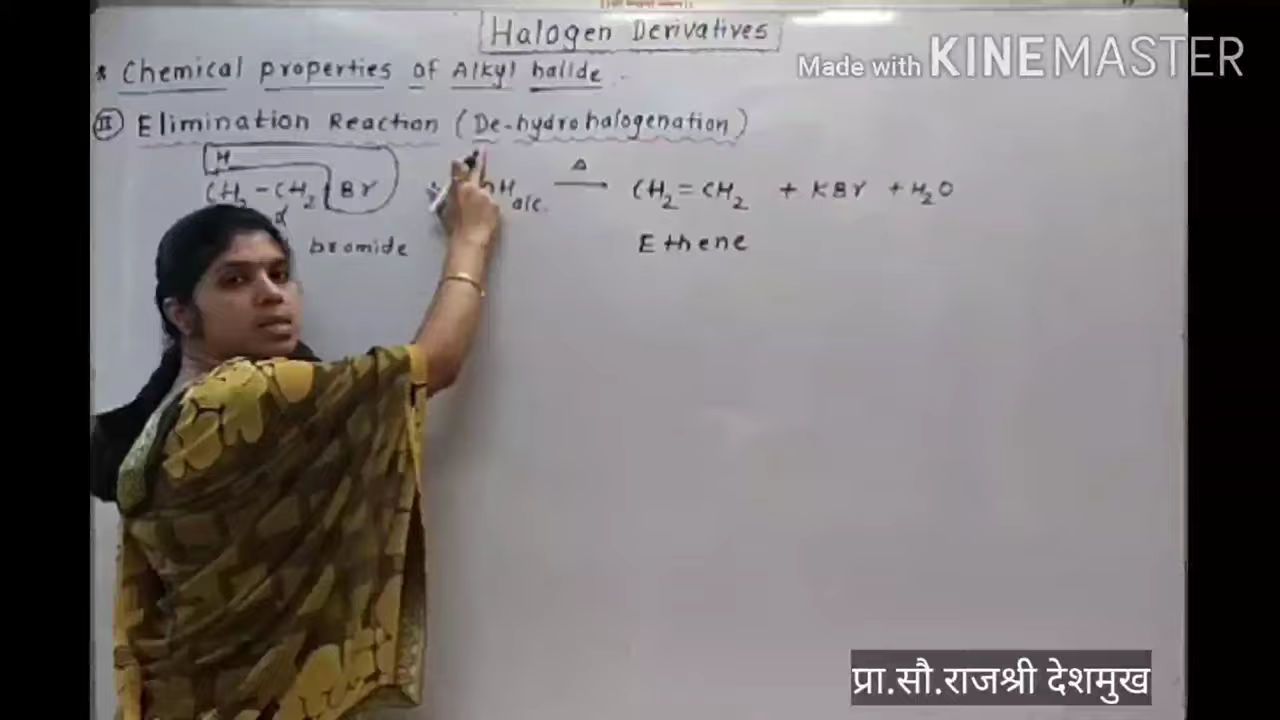 Halogen Derivatives
Made with KINEMASTER
* Chemical properties of Alkyl halide
II Elimination Reaction (De-hydrohalogenation)
H Δ
CH2 - CH2 Br + OH alc. → CH2 = CH2 + KBr + H2O
α
bromide Ethene
प्रा.सौ.राजश्री देशमुख